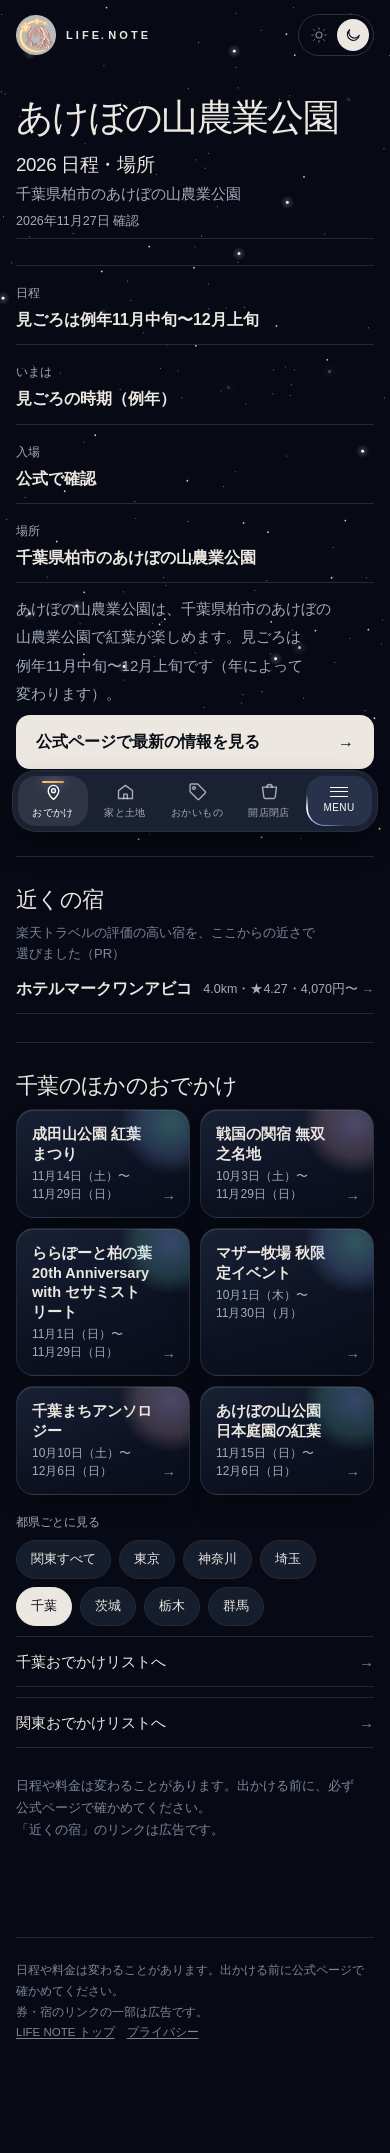 LIFE.NOTE
あけぼの山農業公園
2026 日程・場所
千葉県柏市のあけぼの山農業公園
2026年11月27日 確認
日程
見ごろは例年11月中旬〜12月上旬
いまは
見ごろの時期（例年）
入場
公式で確認
場所
千葉県柏市のあけぼの山農業公園
あけぼの山農業公園は、千葉県柏市のあけぼの
山農業公園で紅葉が楽しめます。見ごろは
例年11月中旬〜12月上旬です（年によって
変わります）。
公式ページで最新の情報を見る →
おでかけ 家と土地 おかいもの 開店閉店 MENU
近くの宿
楽天トラベルの評価の高い宿を、ここからの近さで
選びました（PR）
ホテルマークワンアビコ 4.0km・★4.27・4,070円〜 →
千葉のほかのおでかけ
成田山公園 紅葉
まつり
11月14日（土）〜
11月29日（日） →
戦国の関宿 無双
之名地
10月3日（土）〜
11月29日（日） →
ららぽーと柏の葉
20th Anniversary
with セサミスト
リート
11月1日（日）〜
11月29日（日） →
マザー牧場 秋限
定イベント
10月1日（木）〜
11月30日（月）
→
千葉まちアンソロ
ジー
10月10日（土）〜
12月6日（日） →
あけぼの山公園
日本庭園の紅葉
11月15日（日）〜
12月6日（日） →
都県ごとに見る
関東すべて 東京 神奈川 埼玉
千葉 茨城 栃木 群馬
千葉おでかけリストへ →
関東おでかけリストへ →
日程や料金は変わることがあります。出かける前に、必ず
公式ページで確かめてください。
「近くの宿」のリンクは広告です。
日程や料金は変わることがあります。出かける前に公式ページで
確かめてください。
券・宿のリンクの一部は広告です。
LIFE NOTE トップ プライバシー